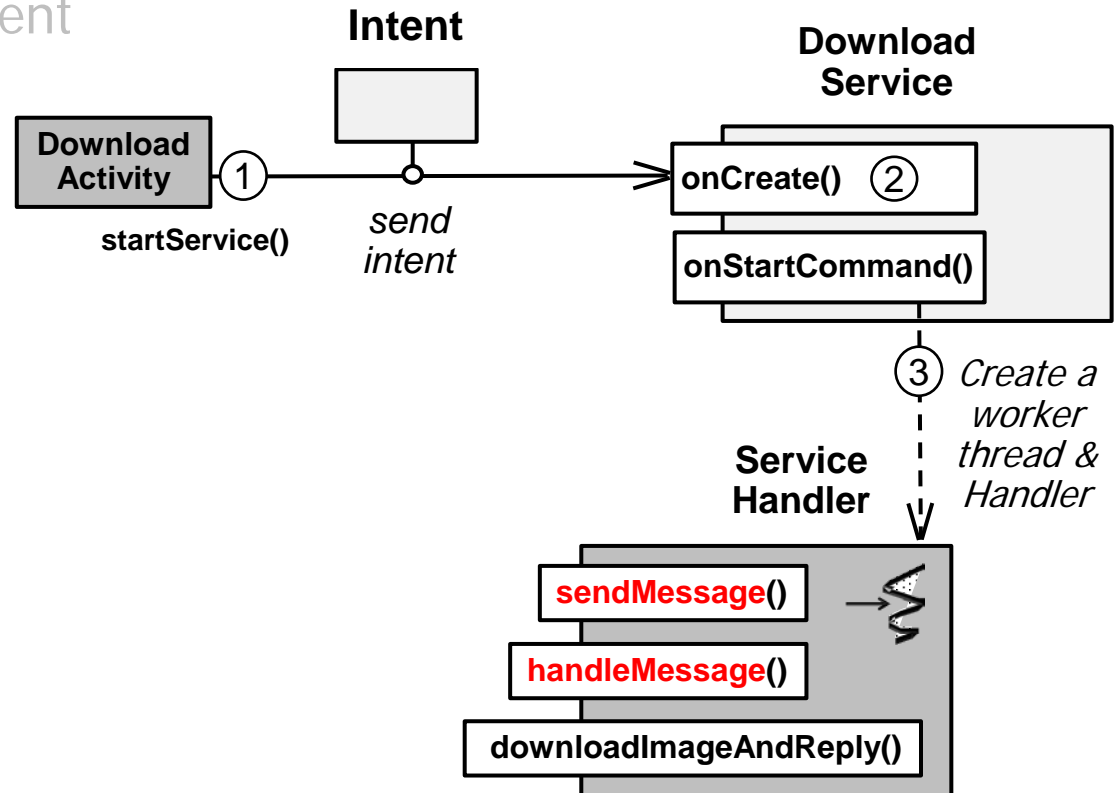 ent
Intent
Download
Service
Download
Activity
1
startService()
send
intent
onCreate()
2
onStartCommand()
3
Create a
worker
thread &
Handler
Service
Handler
sendMessage()
handleMessage()
downloadImageAndReply()